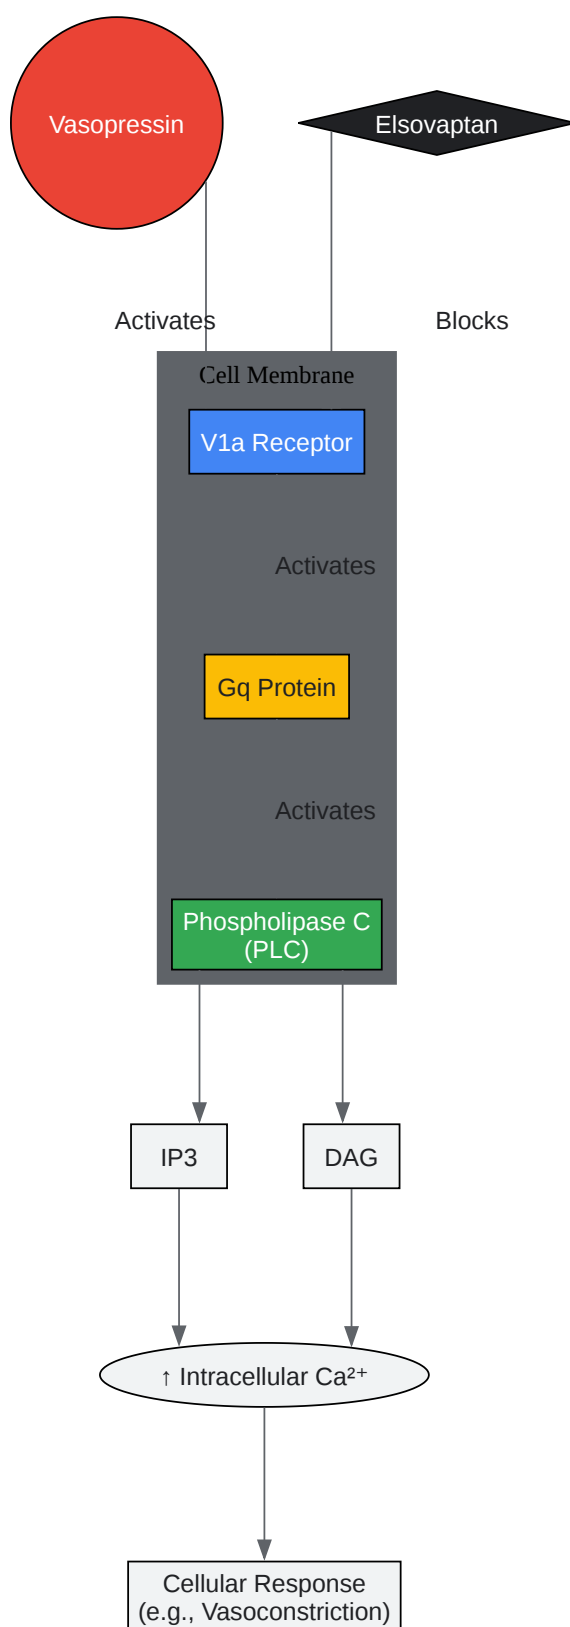 Vasopressin
Elsovaptan
Activates
Blocks
Cell Membrane
V1a Receptor
Activates
Gq Protein
Activates
Phospholipase C
(PLC)
IP3
DAG
↑ Intracellular Ca²⁺
Cellular Response
(e.g., Vasoconstriction)